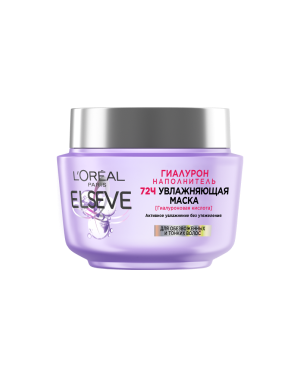 L'ORÉAL
PARIS
ELSEVE
ГИАЛУРОН
НАПОЛНИТЕЛЬ
72Ч УВЛАЖНЯЮЩАЯ
МАСКА
[Гиалуроновая кислота]
Активное увлажнение без утяжеления
ДЛЯ ОБЕЗВОЖЕННЫХ
И ТОНКИХ ВОЛОС